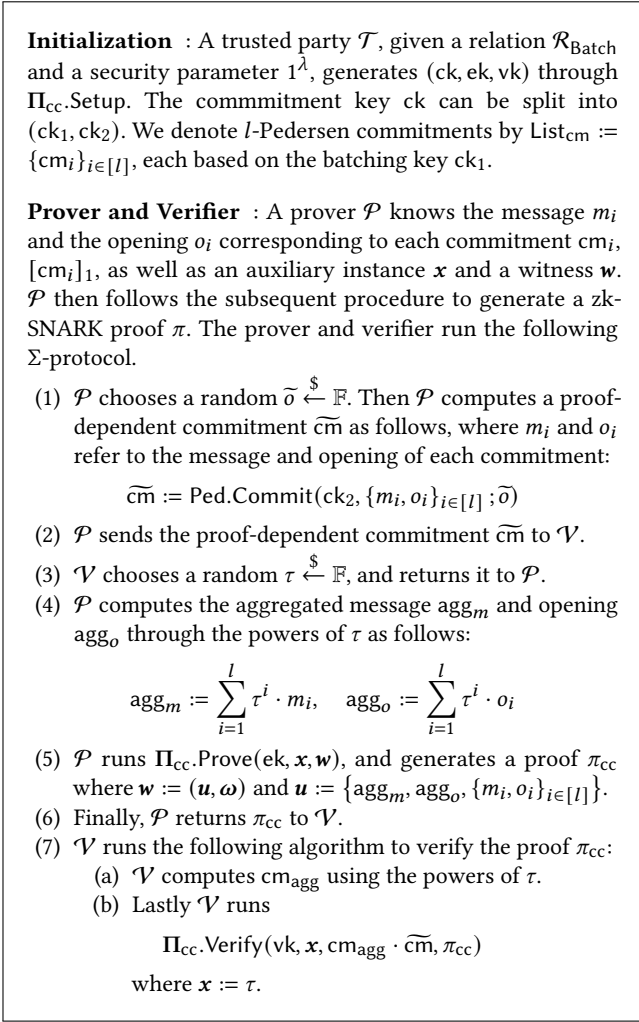 Initialization : A trusted party 𝒯, given a relation ℛ_Batch
and a security parameter 1^λ, generates (ck, ek, vk) through
Π_cc.Setup. The commmitment key ck can be split into
(ck₁, ck₂). We denote l-Pedersen commitments by List_cm :=
{cm_i}_{i∈[l]}, each based on the batching key ck₁.
Prover and Verifier : A prover 𝒫 knows the message m_i
and the opening o_i corresponding to each commitment cm_i,
[cm_i]₁, as well as an auxiliary instance x and a witness w.
𝒫 then follows the subsequent procedure to generate a zk-
SNARK proof π. The prover and verifier run the following
Σ-protocol.
(1) 𝒫 chooses a random õ ←$ 𝔽. Then 𝒫 computes a proof-
dependent commitment c͠m as follows, where m_i and o_i
refer to the message and opening of each commitment:
c͠m := Ped.Commit(ck₂, {m_i, o_i}_{i∈[l]} ; õ)
(2) 𝒫 sends the proof-dependent commitment c͠m to 𝒱.
(3) 𝒱 chooses a random τ ←$ 𝔽, and returns it to 𝒫.
(4) 𝒫 computes the aggregated message agg_m and opening
agg_o through the powers of τ as follows:
agg_m := ∑_{i=1}^{l} τ^i · m_i, agg_o := ∑_{i=1}^{l} τ^i · o_i
(5) 𝒫 runs Π_cc.Prove(ek, x, w), and generates a proof π_cc
where w := (u, ω) and u := {agg_m, agg_o, {m_i, o_i}_{i∈[l]}}.
(6) Finally, 𝒫 returns π_cc to 𝒱.
(7) 𝒱 runs the following algorithm to verify the proof π_cc:
(a) 𝒱 computes cm_agg using the powers of τ.
(b) Lastly 𝒱 runs
Π_cc.Verify(vk, x, cm_agg · c͠m, π_cc)
where x := τ.